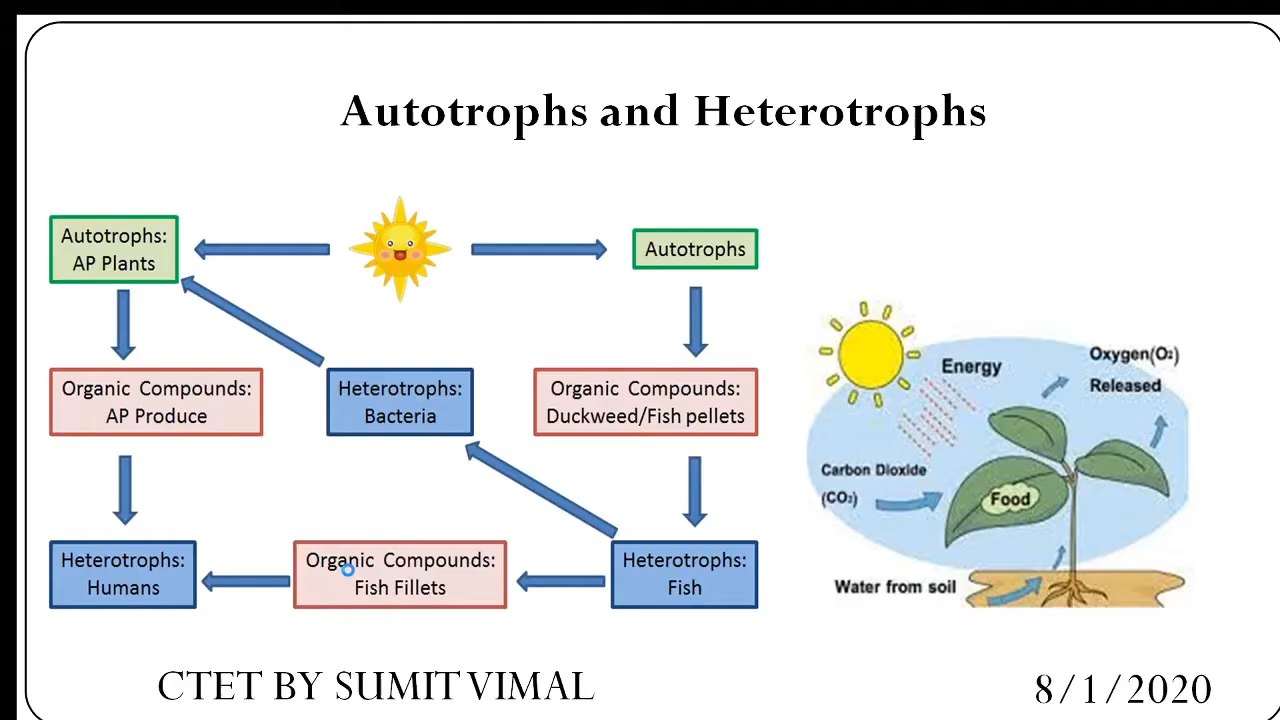 Autotrophs and Heterotrophs
Autotrophs:
AP Plants
Autotrophs
Organic Compounds:
AP Produce
Heterotrophs:
Bacteria
Organic Compounds:
Duckweed/Fish pellets
Heterotrophs:
Humans
Organic Compounds:
Fish Fillets
Heterotrophs:
Fish
Energy
Oxygen(O₂)
Released
Carbon Dioxide
(CO₂)
Food
Water from soil
CTET BY SUMIT VIMAL
8/1/2020